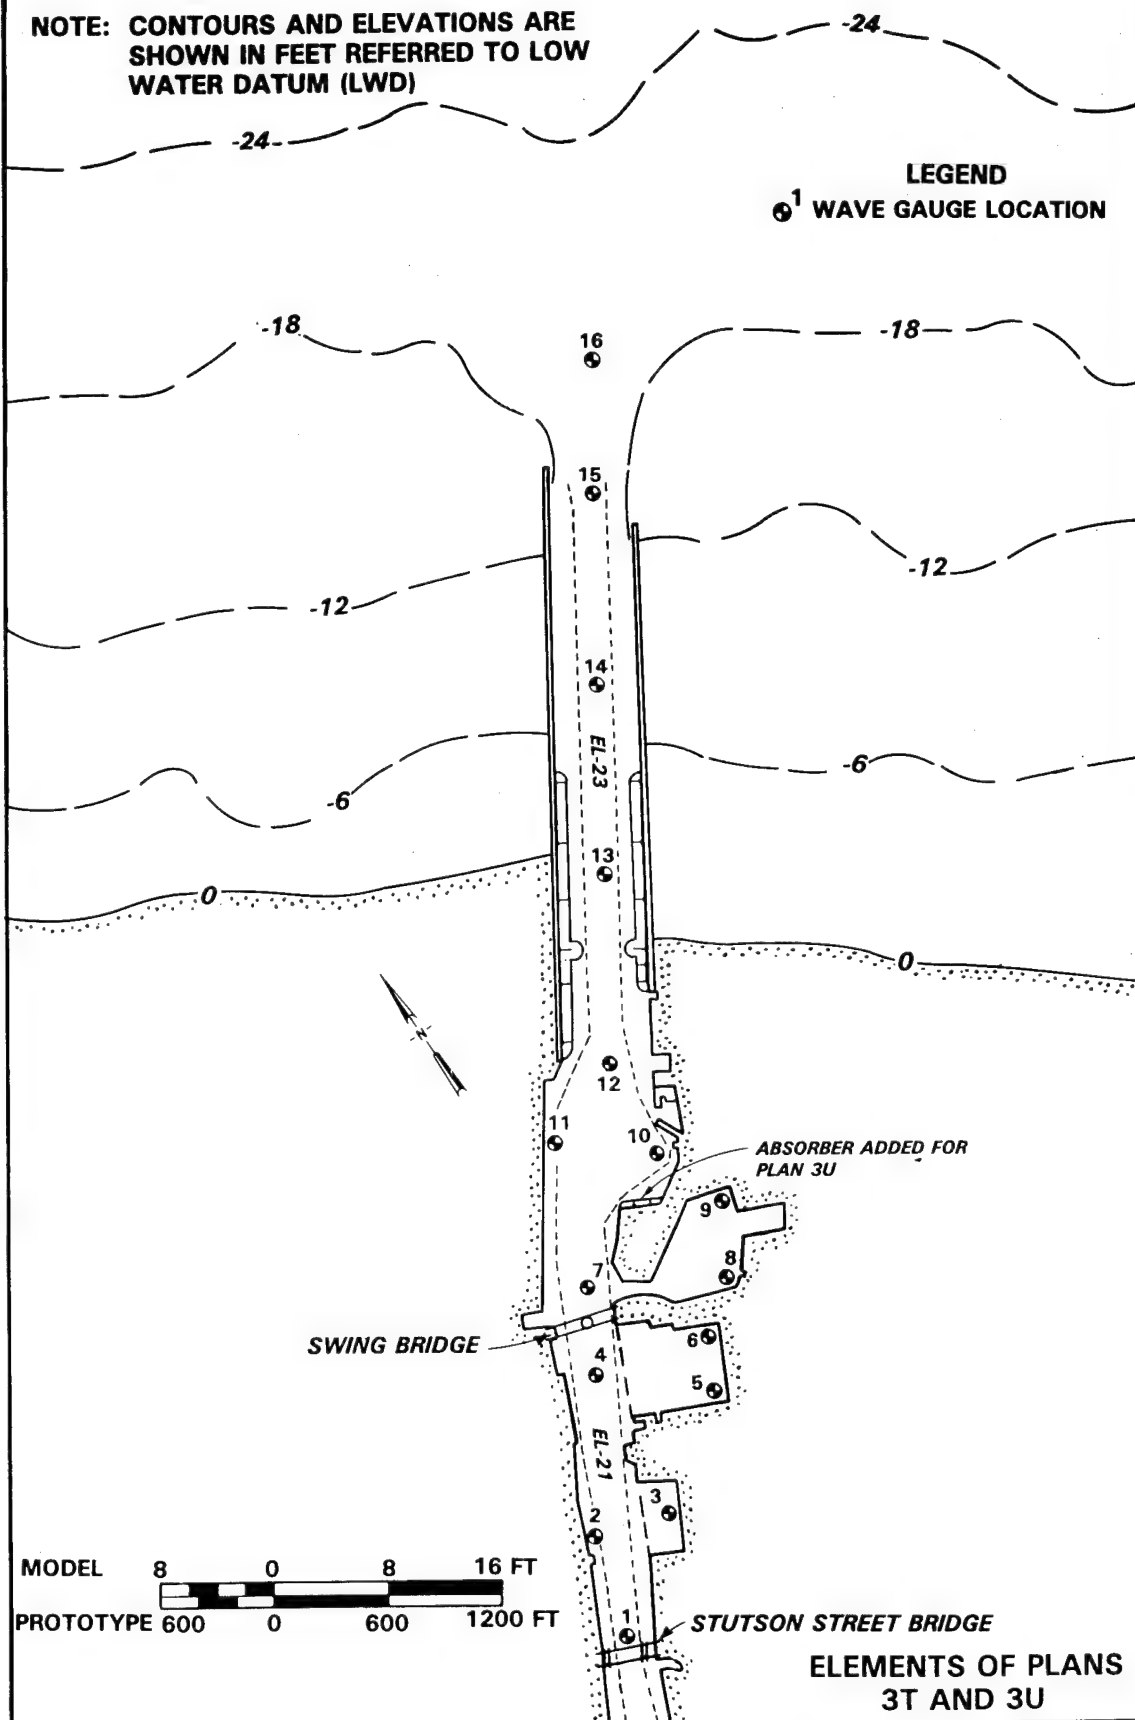 NOTE: CONTOURS AND ELEVATIONS ARE
SHOWN IN FEET REFERRED TO LOW
WATER DATUM (LWD)
-24
-24
LEGEND
1 WAVE GAUGE LOCATION
-18
16
-18
15
-12
-12
14
EL-23
-6
-6
13
0
0
N
12
11
10
ABSORBER ADDED FOR
PLAN 3U
9
8
7
SWING BRIDGE
6
4
5
EL-21
3
2
MODEL 8 0 8 16 FT
PROTOTYPE 600 0 600 1200 FT
1
STUTSON STREET BRIDGE
ELEMENTS OF PLANS
3T AND 3U